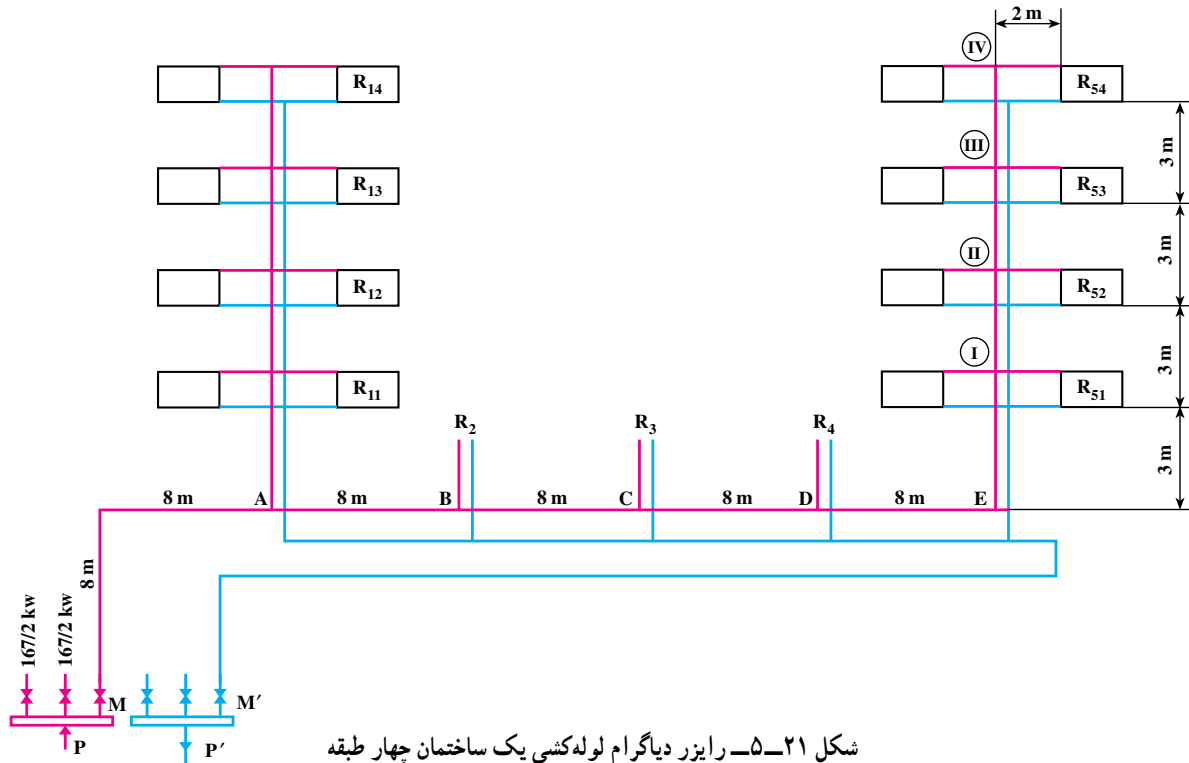 2 m
IV
R14
R54
III
3 m
R13
R53
II
3 m
R12
R52
I
3 m
R11
R51
R2
R3
R4
3 m
8 m
A
8 m
B
8 m
C
8 m
D
8 m
E
8 m
167/2 kw
167/2 kw
M
M′
P
P′
شکل ۲۱ــ۵ــ رایزر دیاگرام لوله‌کشی یک ساختمان چهار طبقه